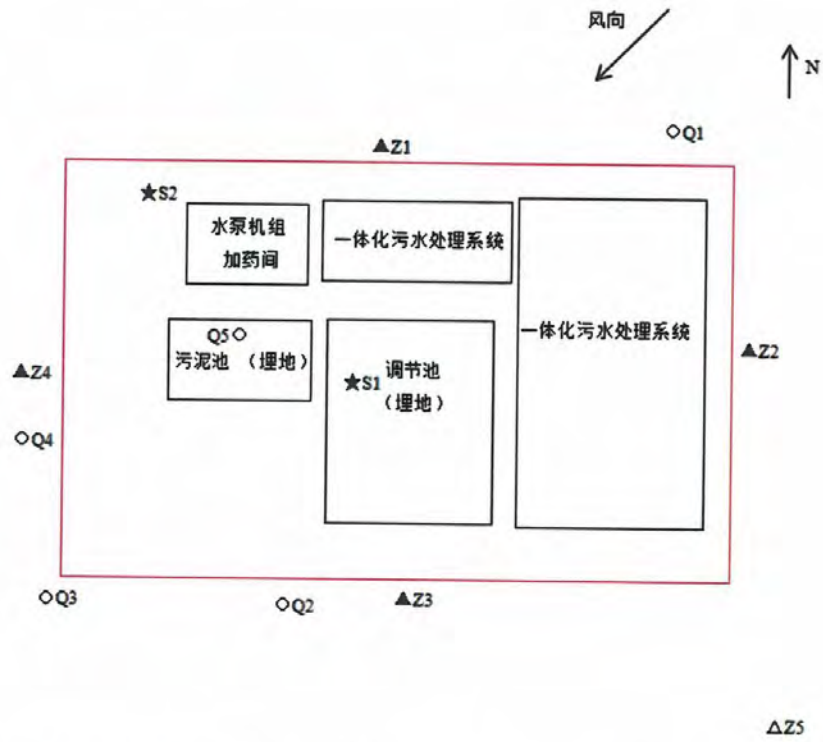 风向
N
○Q1
▲Z1
★S2
水泵机组
加药间
一体化污水处理系统
一体化污水处理系统
Q5○
污泥池 （埋地）
▲Z2
▲Z4
★S1
调节池
（埋地）
○Q4
○Q3
○Q2
▲Z3
△Z5